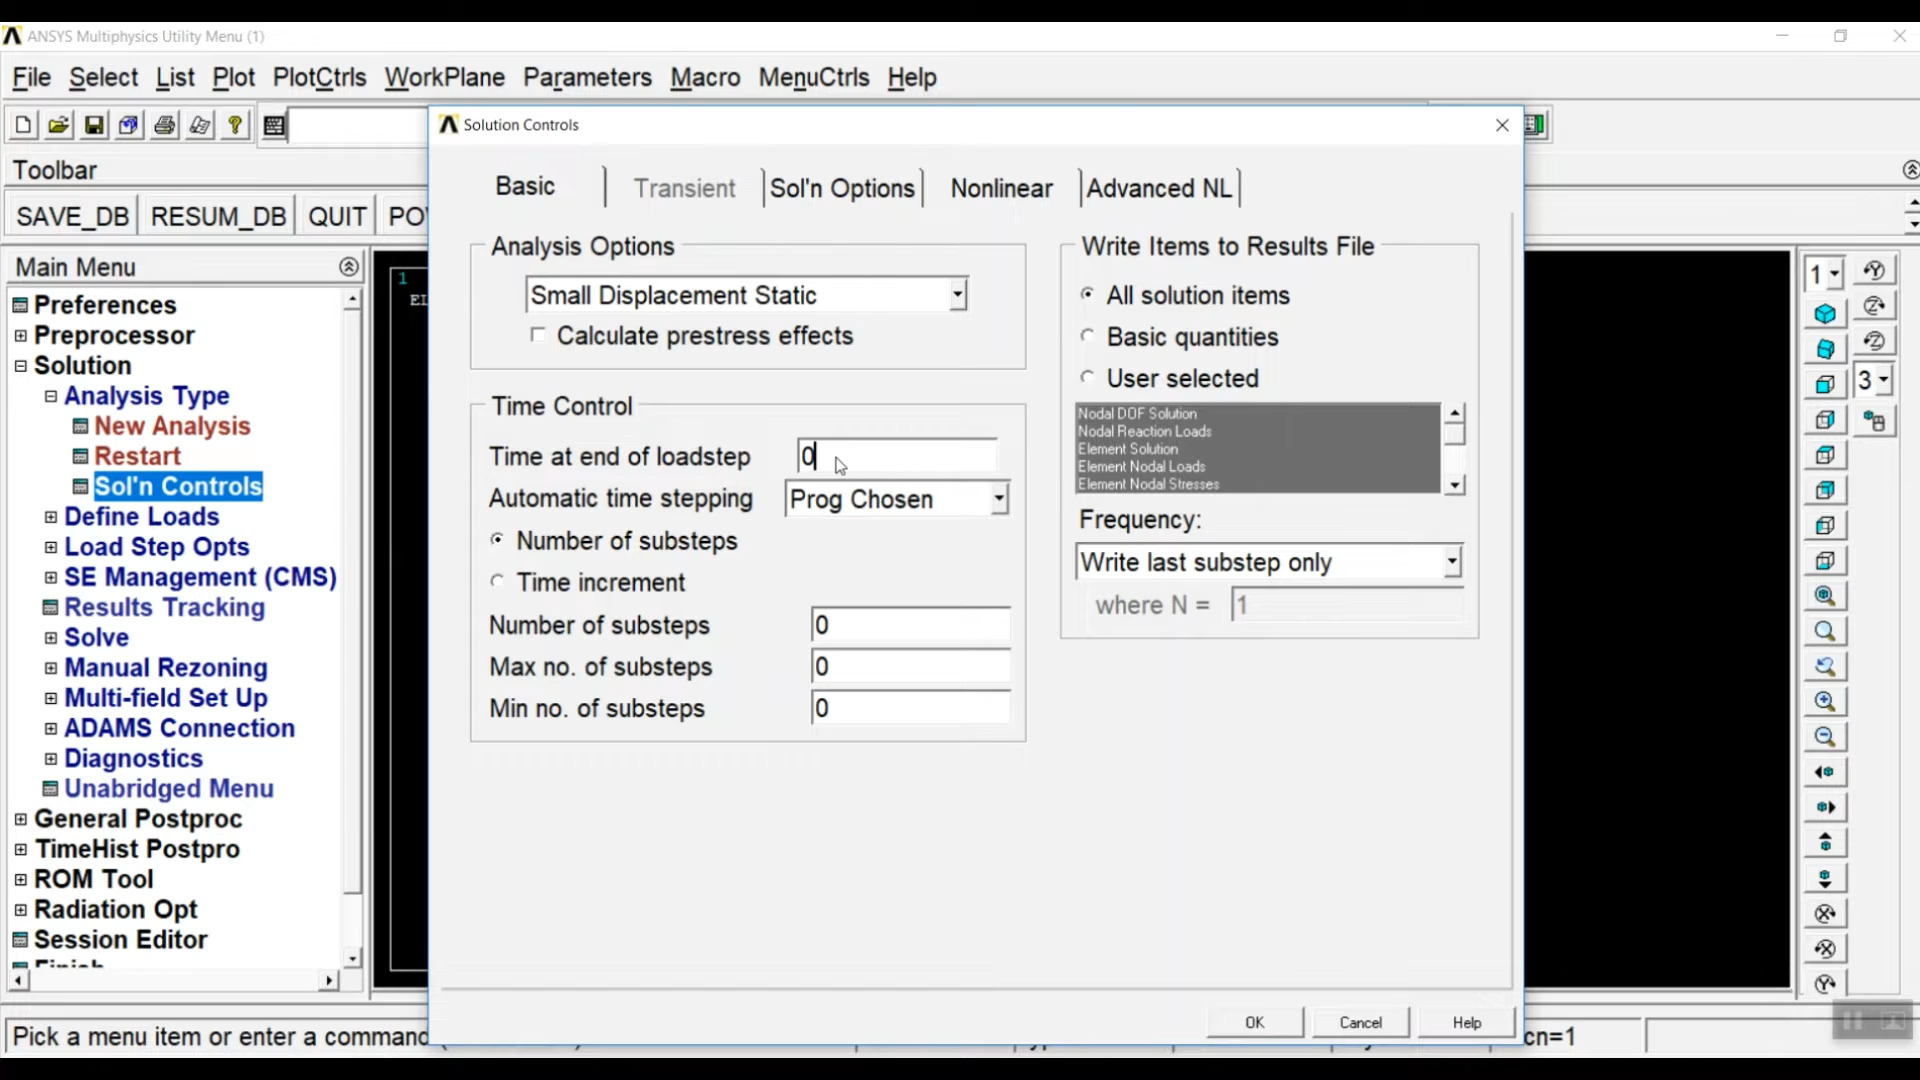 ANSYS Multiphysics Utility Menu (1)
File Select List Plot PlotCtrls WorkPlane Parameters Macro MenuCtrls Help
Solution Controls
Toolbar
SAVE_DB RESUM_DB QUIT
Basic Transient Sol'n Options Nonlinear Advanced NL
Main Menu
Preferences
Preprocessor
Solution
Analysis Type
New Analysis
Restart
Sol'n Controls
Define Loads
Load Step Opts
SE Management (CMS)
Results Tracking
Solve
Manual Rezoning
Multi-field Set Up
ADAMS Connection
Diagnostics
Unabridged Menu
General Postproc
TimeHist Postpro
ROM Tool
Radiation Opt
Session Editor
1
Analysis Options
Small Displacement Static
Calculate prestress effects
Time Control
Time at end of loadstep 0
Automatic time stepping Prog Chosen
Number of substeps
Time increment
Number of substeps 0
Max no. of substeps 0
Min no. of substeps 0
Write Items to Results File
All solution items
Basic quantities
User selected
Nodal DOF Solution
Nodal Reaction Loads
Element Solution
Element Nodal Loads
Element Nodal Stresses
Frequency:
Write last substep only
where N = 1
OK Cancel Help
1
3
Pick a menu item or enter a command
cn=1